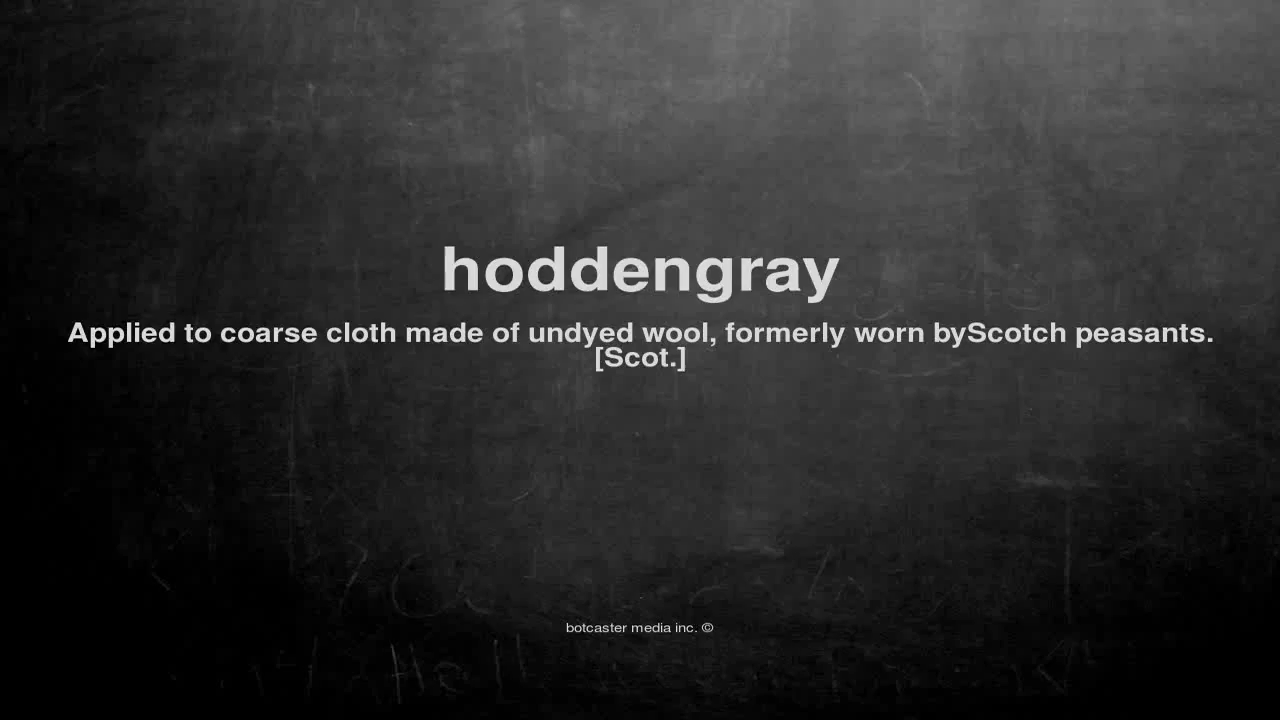 hoddengray
Applied to coarse cloth made of undyed wool, formerly worn byScotch peasants.
[Scot.]
botcaster media inc. ©